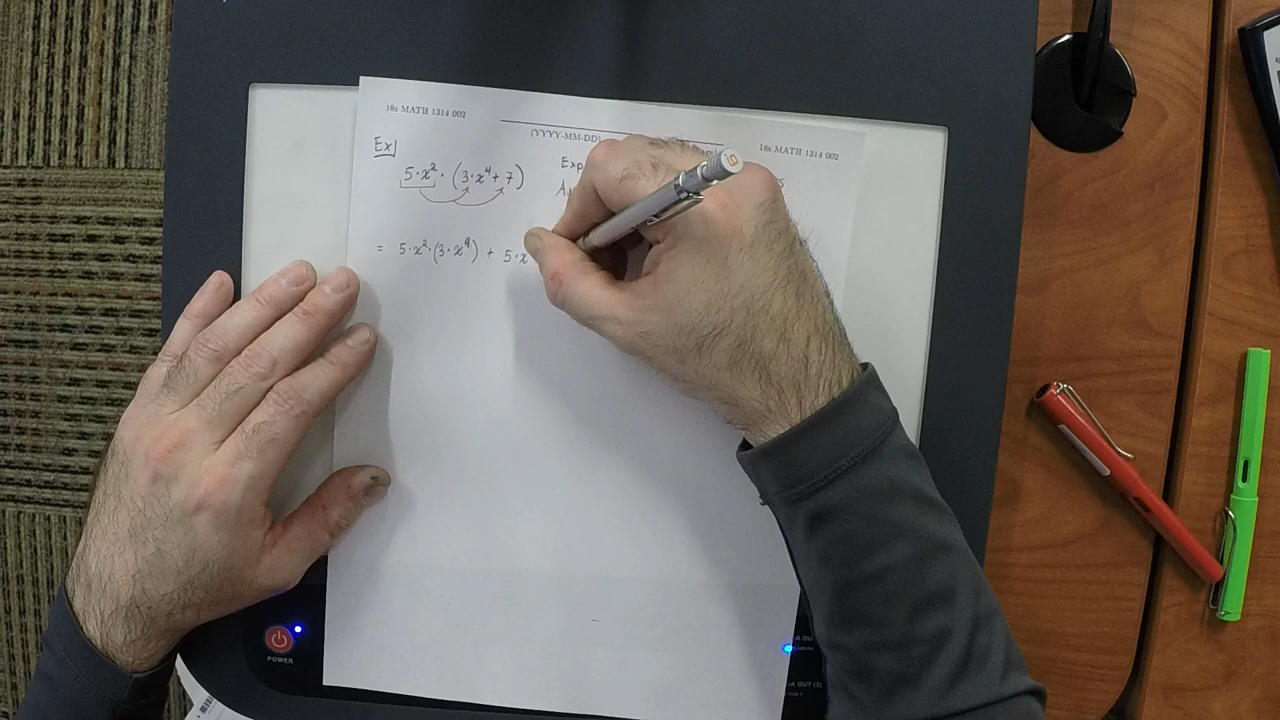 18s MATH 1314 002
(YYYY-MM-DD)
18s MATH 1314 002
Ex
5·x²·(3·x⁴+7)
Exp
= 5·x²·(3·x⁴) + 5·x
POWER